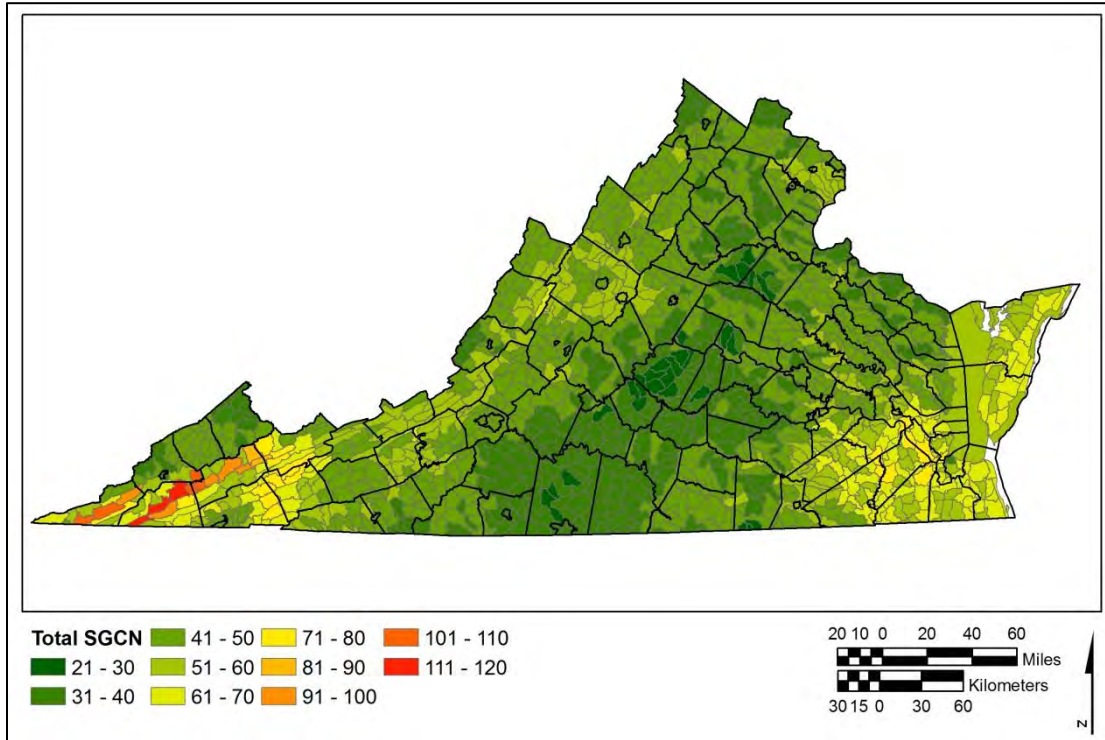 Total SGCN
21 - 30
31 - 40
41 - 50
51 - 60
61 - 70
71 - 80
81 - 90
91 - 100
101 - 110
111 - 120
20 10 0 20 40 60
Miles
Kilometers
30 15 0 30 60
N